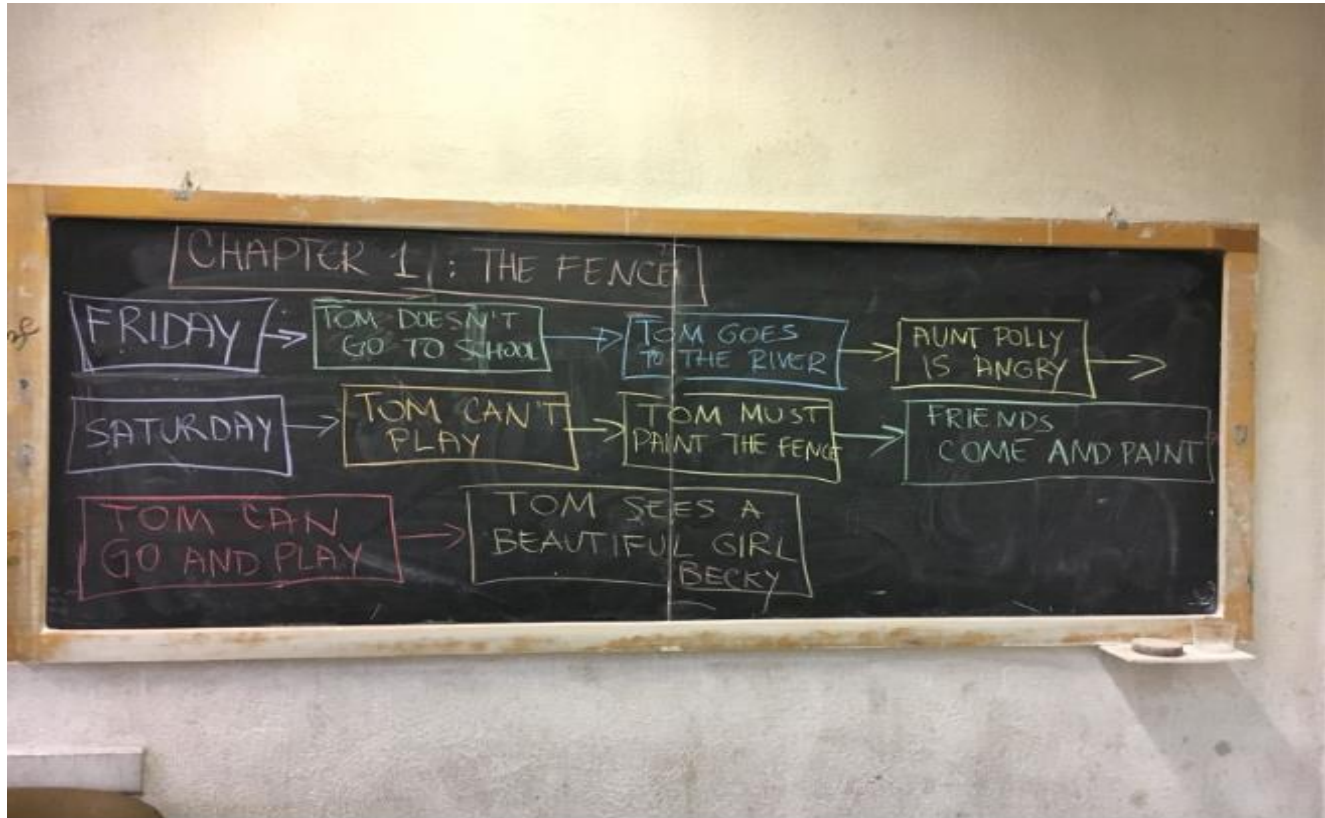 CHAPTER 1 : THE FENCE
FRIDAY
TOM DOESN'T
GO TO SCHOOL
TOM GOES
TO THE RIVER
AUNT POLLY
IS ANGRY
SATURDAY
TOM CAN'T
PLAY
TOM MUST
PAINT THE FENCE
FRIENDS
COME AND PAINT
TOM CAN
GO AND PLAY
TOM SEES A
BEAUTIFUL GIRL
BECKY